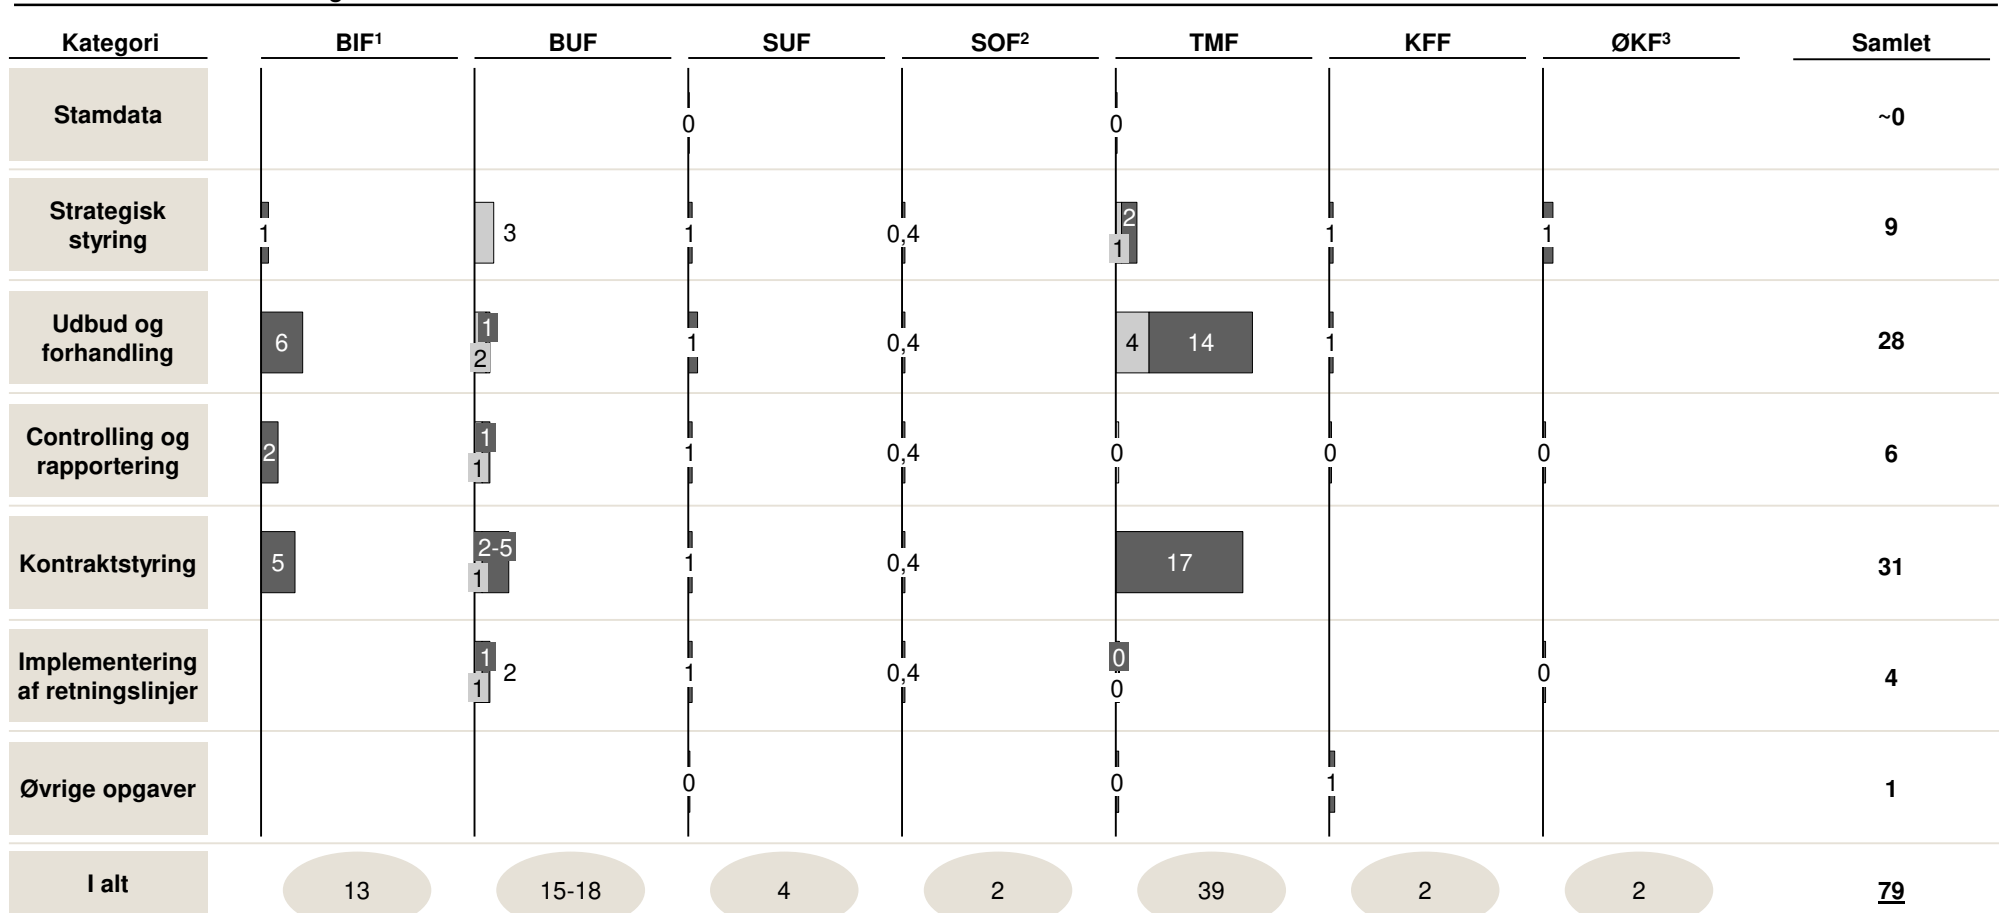 Kategori BIF¹ BUF SUF SOF² TMF KFF ØKF³ Samlet
Stamdata 0 0 ~0
Strategisk styring 1 3 1 0,4 2 1 1 1 9
Udbud og forhandling 6 1 2 1 0,4 4 14 1 28
Controlling og rapportering 2 1 1 1 0,4 0 0 0 6
Kontraktstyring 5 2-5 1 1 0,4 17 31
Implementering af retningslinjer 1 1 2 1 0,4 0 0 0 4
Øvrige opgaver 0 0 1 1
I alt 13 15-18 4 2 39 2 2 79